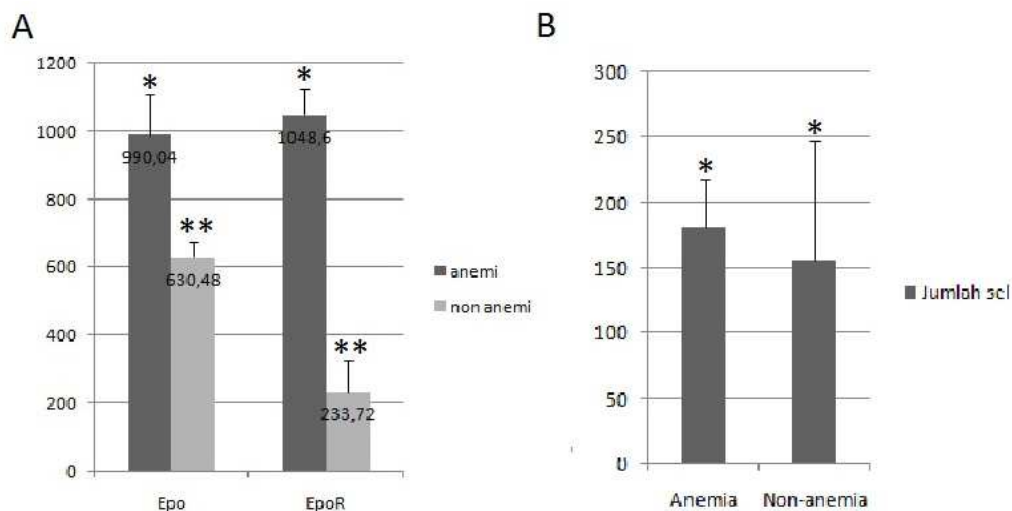 A
1200
1000
800
600
400
200
0
*
*
990,04
1048,6
**
630,48
**
233,72
Epo
EpoR
anemi
non anemi
B
300
250
200
150
100
50
0
*
*
Anemia
Non-anemia
Jumlah sel